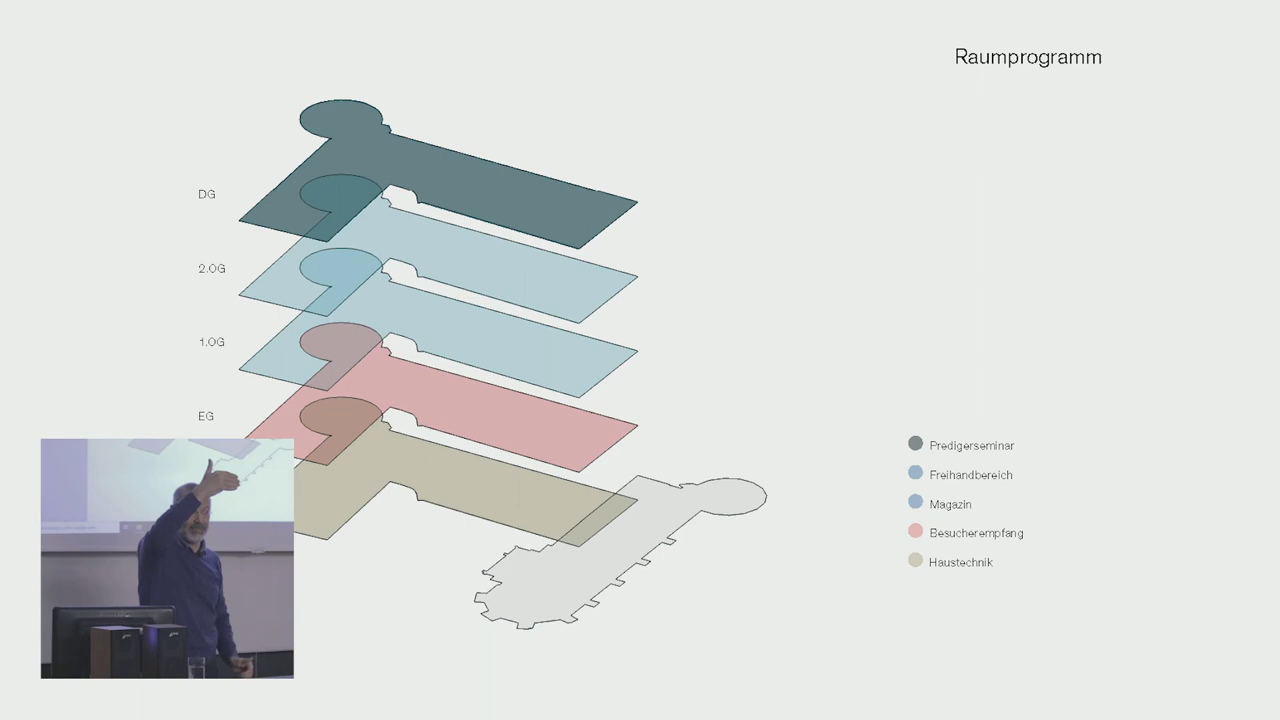 Raumprogramm
DG
2.OG
1.OG
EG
Predigerseminar
Freihandbereich
Magazin
Besucherempfang
Haustechnik